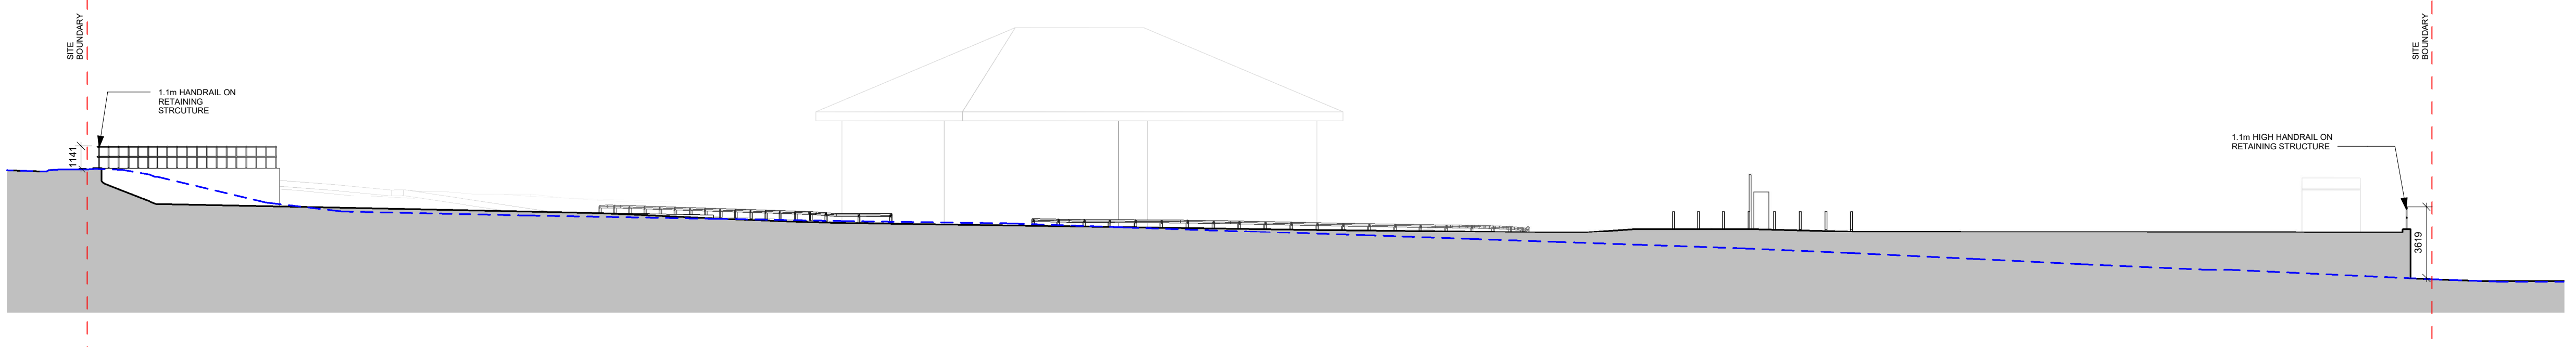 SITE
BOUNDARY
1.1m HANDRAIL ON
RETAINING
STRCUTURE
1141
SITE
BOUNDARY
1.1m HIGH HANDRAIL ON
RETAINING STRUCTURE
3619